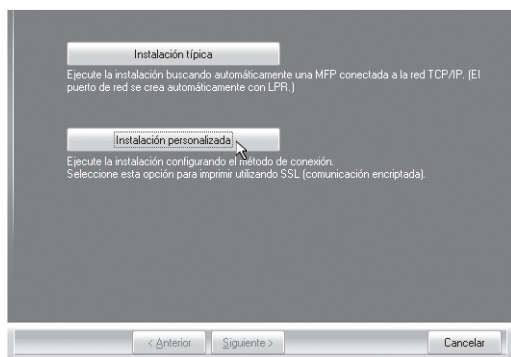 Instalación típica
Ejecute la instalación buscando automáticamente una MFP conectada a la red TCP/IP. (El
puerto de red se crea automáticamente con LPR.)
Instalación personalizada
Ejecute la instalación configurando el método de conexión.
Seleccione esta opción para imprimir utilizando SSL (comunicación encriptada).
< Anterior
Siguiente >
Cancelar